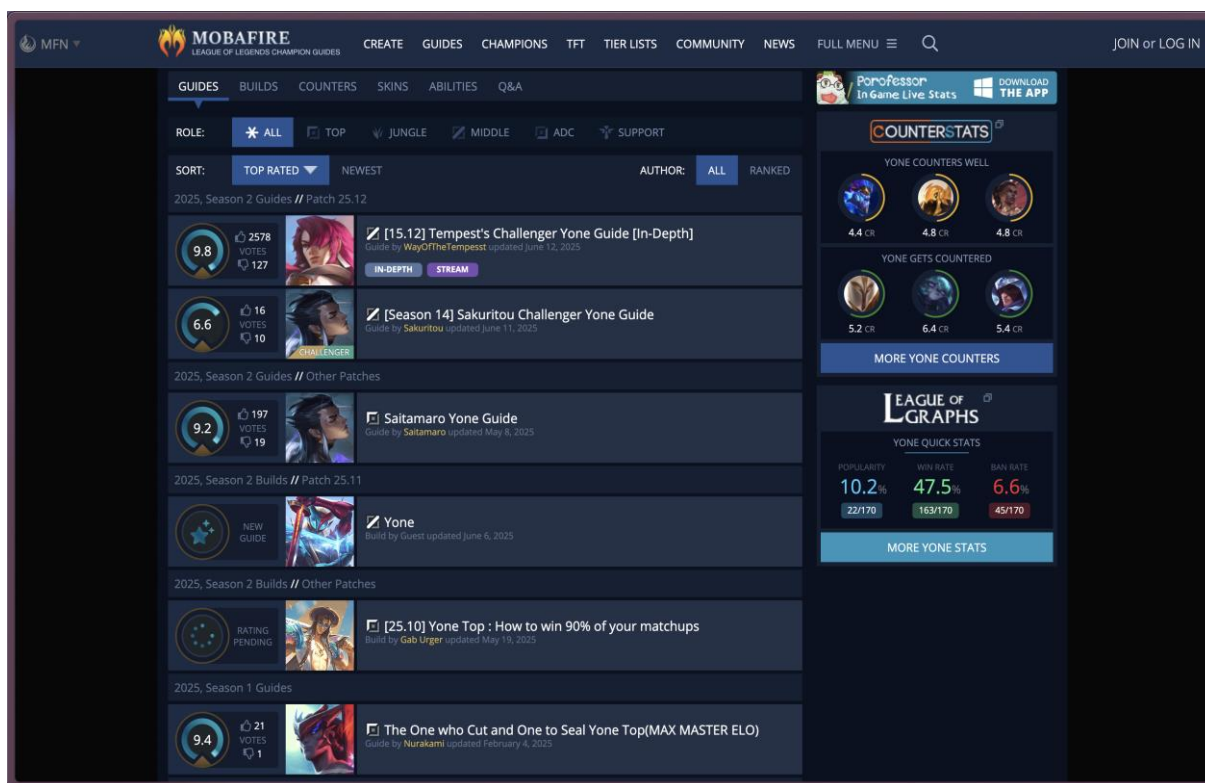 MFN
MOBAFIRE
LEAGUE OF LEGENDS CHAMPION GUIDES
CREATE GUIDES CHAMPIONS TFT TIER LISTS COMMUNITY NEWS FULL MENU
JOIN or LOG IN
GUIDES BUILDS COUNTERS SKINS ABILITIES Q&A
ROLE: ALL TOP JUNGLE MIDDLE ADC SUPPORT
SORT: TOP RATED NEWEST AUTHOR: ALL RANKED
2025, Season 2 Guides // Patch 25.12
9.8
2578
VOTES
127
[15.12] Tempest's Challenger Yone Guide [In-Depth]
Guide by WayOfTheTempesst updated June 12, 2025
IN-DEPTH STREAM
6.6
16
VOTES
10
CHALLENGER
[Season 14] Sakuritou Challenger Yone Guide
Guide by Sakuritou updated June 11, 2025
2025, Season 2 Guides // Other Patches
9.2
197
VOTES
19
Saitamaro Yone Guide
Guide by Saitamaro updated May 8, 2025
2025, Season 2 Builds // Patch 25.11
NEW
GUIDE
Yone
Build by Guest updated June 6, 2025
2025, Season 2 Builds // Other Patches
RATING
PENDING
[25.10] Yone Top : How to win 90% of your matchups
Build by Gab Urger updated May 19, 2025
2025, Season 1 Guides
9.4
21
VOTES
1
The One who Cut and One to Seal Yone Top(MAX MASTER ELO)
Guide by Nurakami updated February 4, 2025
Porofessor
In Game Live Stats
DOWNLOAD
THE APP
COUNTERSTATS
YONE COUNTERS WELL
4.4 CR 4.8 CR 4.8 CR
YONE GETS COUNTERED
5.2 CR 6.4 CR 5.4 CR
MORE YONE COUNTERS
LEAGUE OF
GRAPHS
YONE QUICK STATS
POPULARITY WIN RATE BAN RATE
10.2% 47.5% 6.6%
22/170 163/170 45/170
MORE YONE STATS